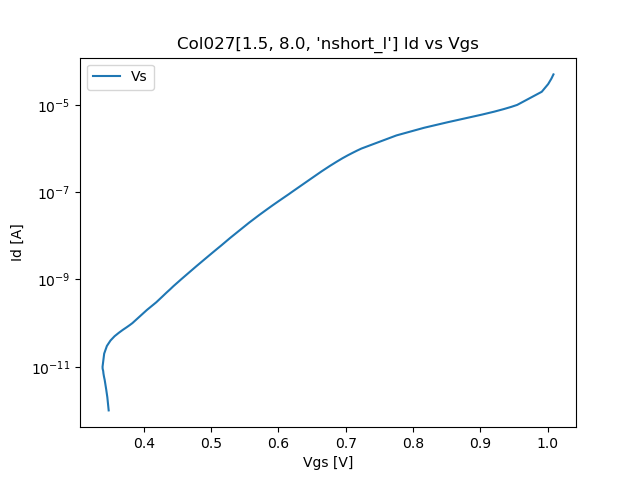 Col027[1.5, 8.0, 'nshort_l'] Id vs Vgs
Vs
10⁻⁵
10⁻⁷
10⁻⁹
10⁻¹¹
Id [A]
0.4 0.5 0.6 0.7 0.8 0.9 1.0
Vgs [V]